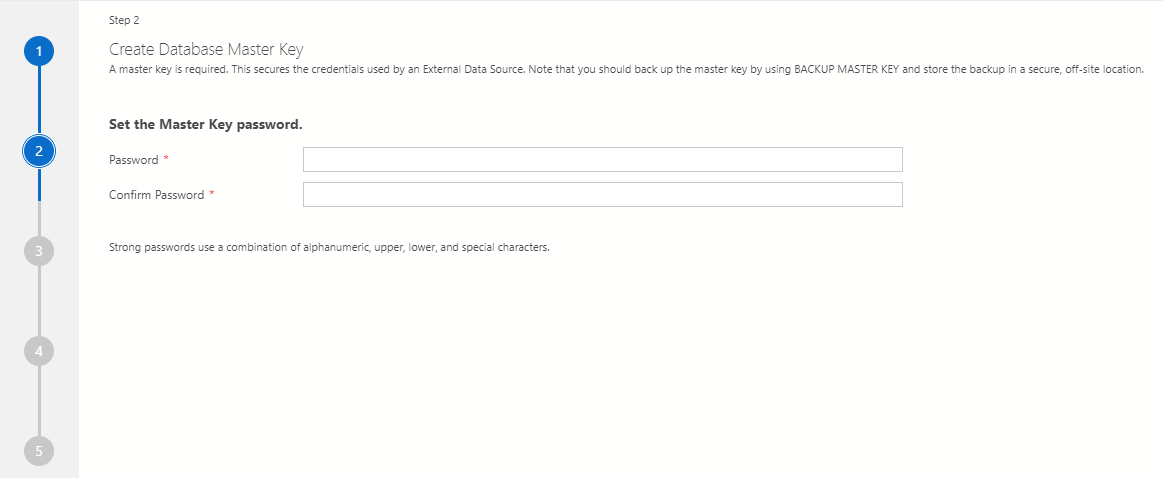 Step 2
1
Create Database Master Key
A master key is required. This secures the credentials used by an External Data Source. Note that you should back up the master key by using BACKUP MASTER KEY and store the backup in a secure, off-site location.
Set the Master Key password.
2
Password *
Confirm Password *
Strong passwords use a combination of alphanumeric, upper, lower, and special characters.
3
4
5